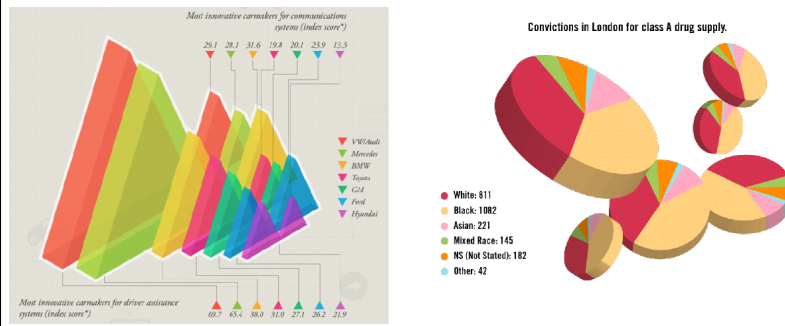 Most innovative carmakers for communications
systems (index score*)
29.1 28.1 31.6 19.8 20.1 23.9 15.3
VW/Audi
Mercedes
BMW
Toyota
GM
Ford
Hyundai
Most innovative carmakers for driver assistance
systems (index score*)
69.7 65.4 38.0 31.0 27.1 26.2 21.9
Convictions in London for class A drug supply.
White: 811
Black: 1082
Asian: 221
Mixed Race: 145
NS (Not Stated): 182
Other: 42